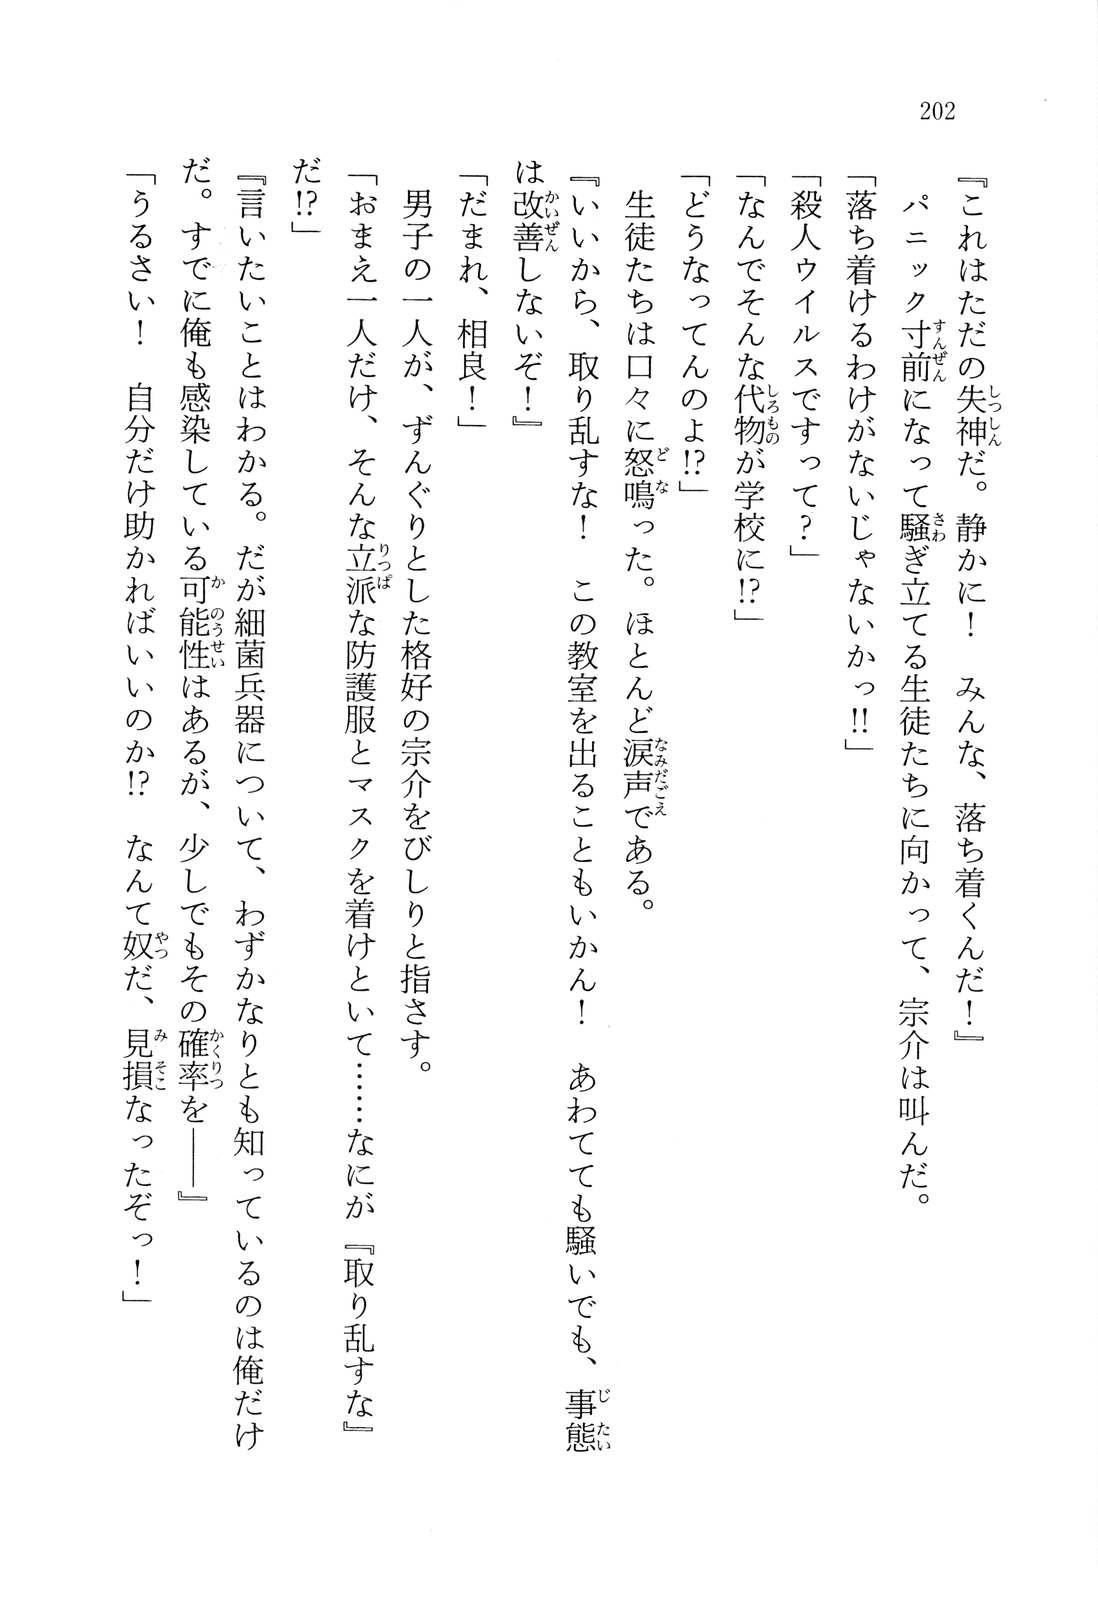 202
『これはただの失神だ。静かに！　みんな、落ち着くんだ！』
　パニック寸前になって騒ぎ立てる生徒たちに向かって、宗介は叫んだ。
「落ち着けるわけがないじゃないかっ!!」
「殺人ウイルスですって？」
「なんでそんな代物が学校に!?」
「どうなってんのよ!?」
　生徒たちは口々に怒鳴った。ほとんど涙声である。
『いいから、取り乱すな！　この教室を出ることもいかん！　あわてても騒いでも、事態
は改善しないぞ！』
「だまれ、相良！」
　男子の一人が、ずんぐりとした格好の宗介をびしりと指さす。
「おまえ一人だけ、そんな立派な防護服とマスクを着けといて……なにが『取り乱すな』
だ!?」
『言いたいことはわかる。だが細菌兵器について、わずかなりとも知っているのは俺だけ
だ。すでに俺も感染している可能性はあるが、少しでもその確率を――』
「うるさい！　自分だけ助かればいいのか!?　なんて奴だ、見損なったぞっ！」